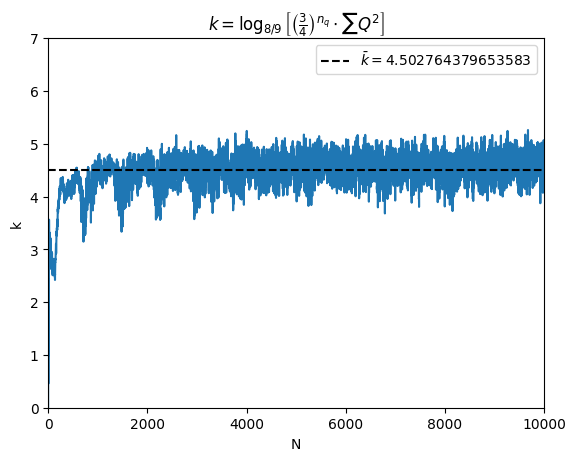 k = log_{8/9} [(3/4)^{n_q} · ∑ Q^2]
k̄ = 4.502764379653583
7
6
5
4
3
2
1
0
k
0 2000 4000 6000 8000 10000
N